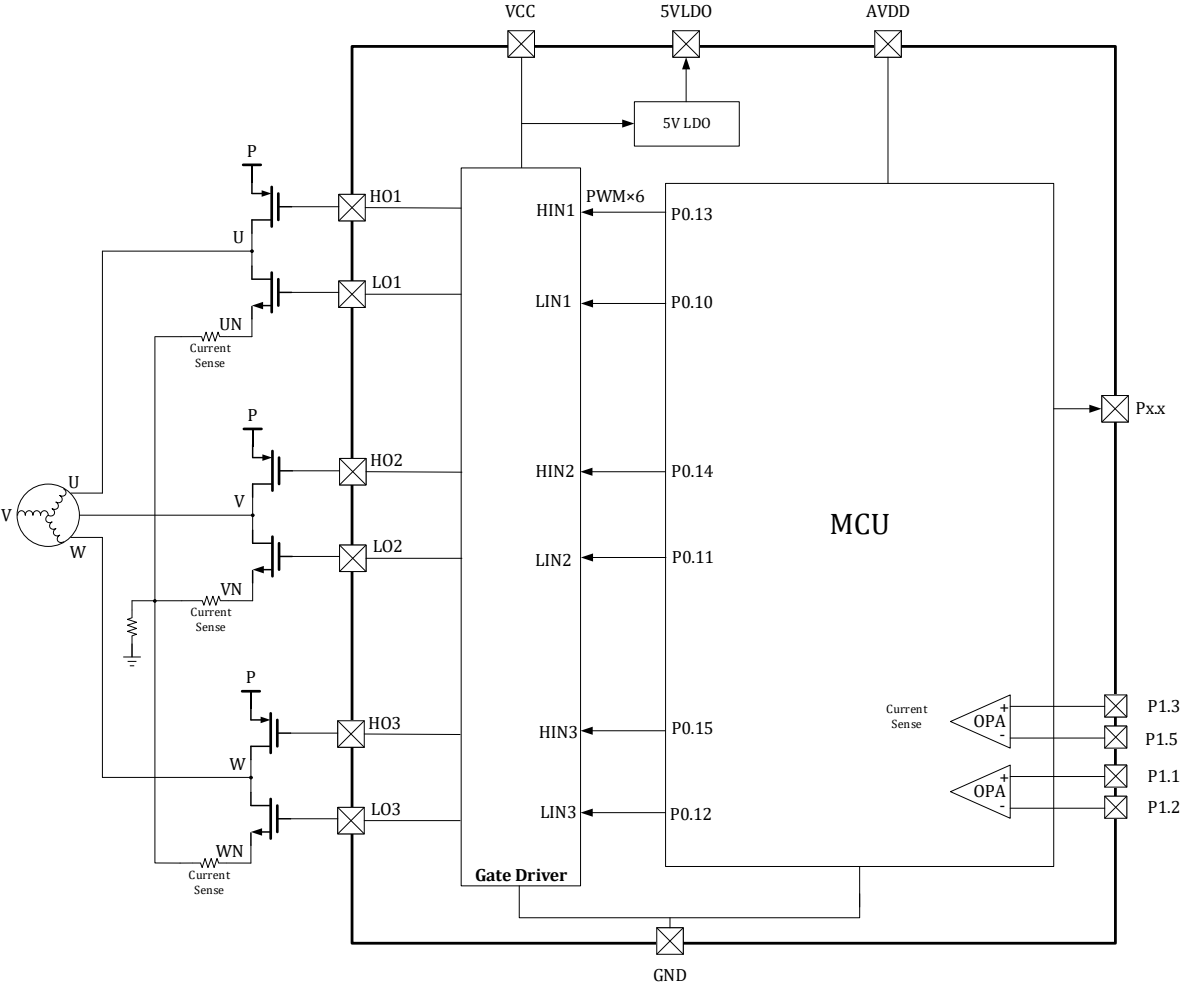 VCC
5VLDO
AVDD
5V LDO
P
HO1
HIN1
PWM×6
P0.13
U
LO1
LIN1
P0.10
UN
Current
Sense
P
HO2
HIN2
P0.14
Px.x
U
V
V
W
MCU
LO2
LIN2
P0.11
VN
Current
Sense
P
HO3
HIN3
P0.15
W
LO3
LIN3
P0.12
WN
Current
Sense
Current
Sense
+
OPA
-
P1.3
P1.5
+
OPA
-
P1.1
P1.2
Gate Driver
GND